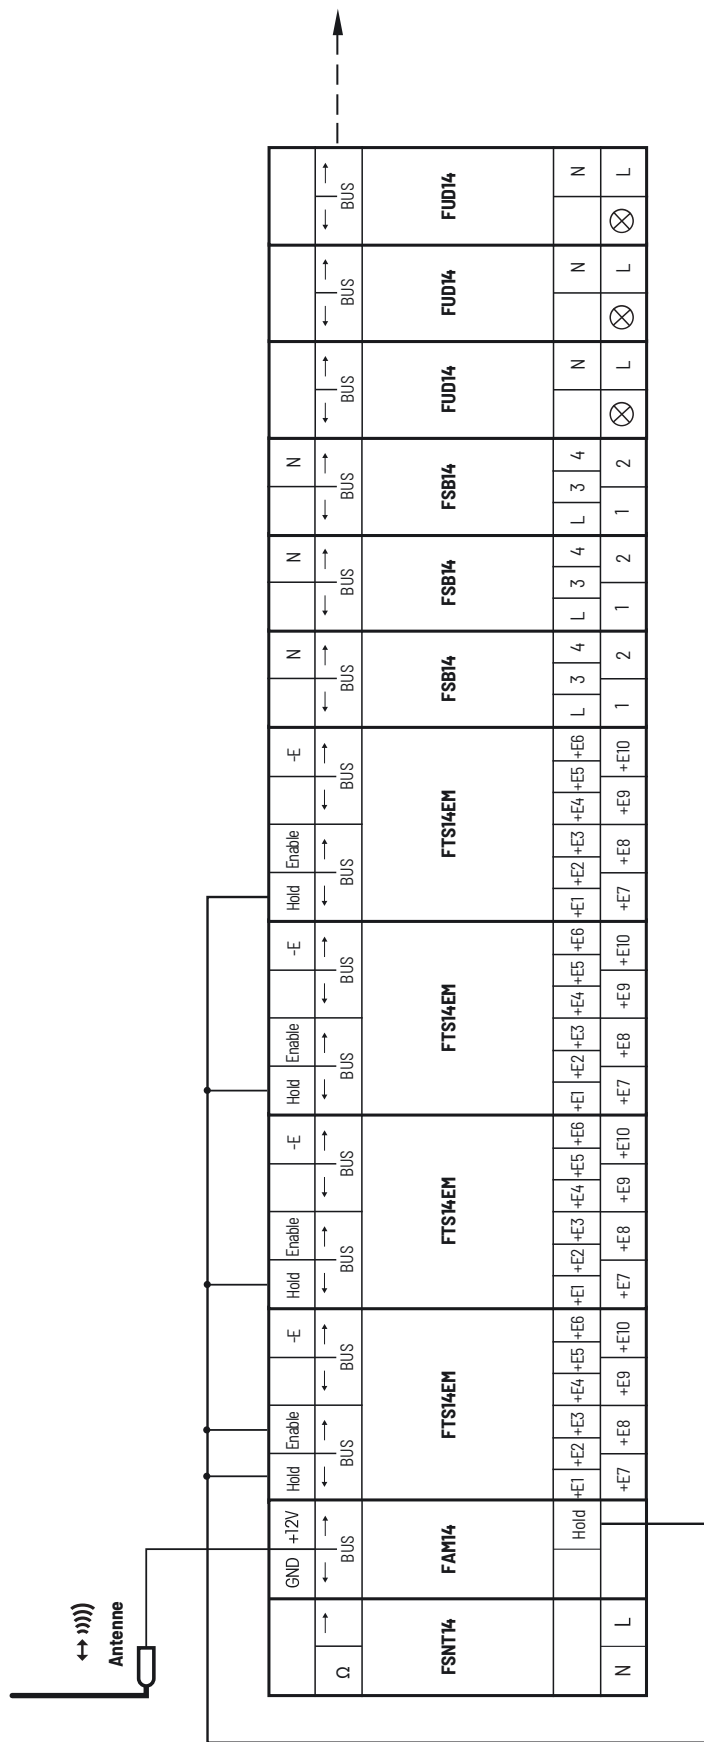 Antenne
GND +12V Hold Enable -E Hold Enable -E Hold Enable -E Hold Enable -E N N N
Ω → ← → ← → ← → ← → ← → ← → ← → ← → ← → ← → ← → ← → ← → ← → ← →
BUS BUS BUS BUS BUS BUS BUS BUS BUS BUS BUS BUS BUS BUS BUS
FSNT14 FAM14 FTS14EM FTS14EM FTS14EM FTS14EM FSB14 FSB14 FSB14 FUD14 FUD14 FUD14
Hold +E1 +E2 +E3 +E4 +E5 +E6 +E1 +E2 +E3 +E4 +E5 +E6 +E1 +E2 +E3 +E4 +E5 +E6 +E1 +E2 +E3 +E4 +E5 +E6 L 3 4 L 3 4 L 3 4 N N N
N L +E7 +E8 +E9 +E10 +E7 +E8 +E9 +E10 +E7 +E8 +E9 +E10 +E7 +E8 +E9 +E10 1 2 1 2 1 2 L L L